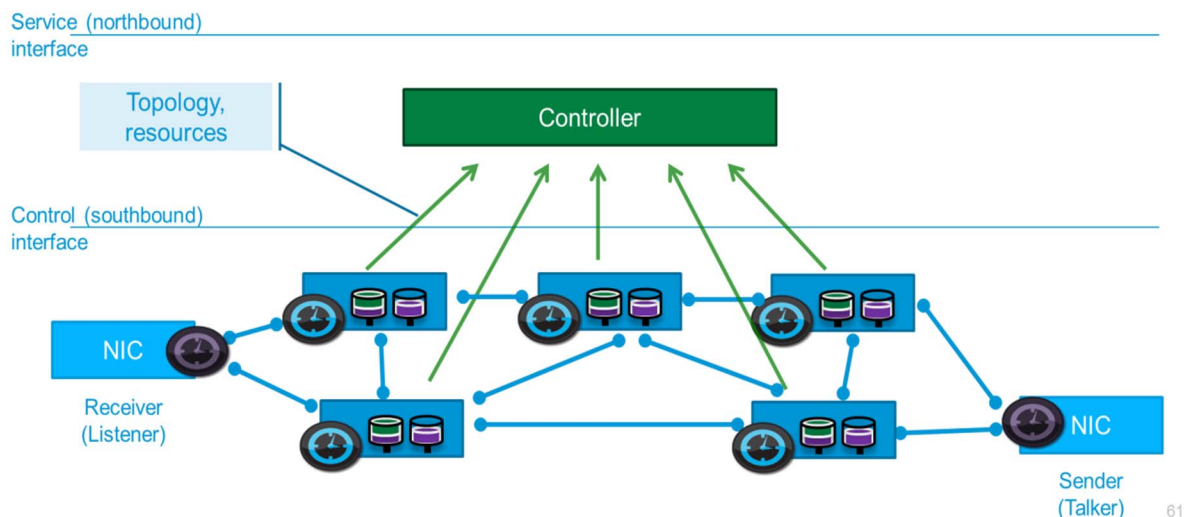 Service (northbound)
interface
Topology,
resources
Controller
Control (southbound)
interface
NIC
Receiver
(Listener)
NIC
Sender
(Talker)
61